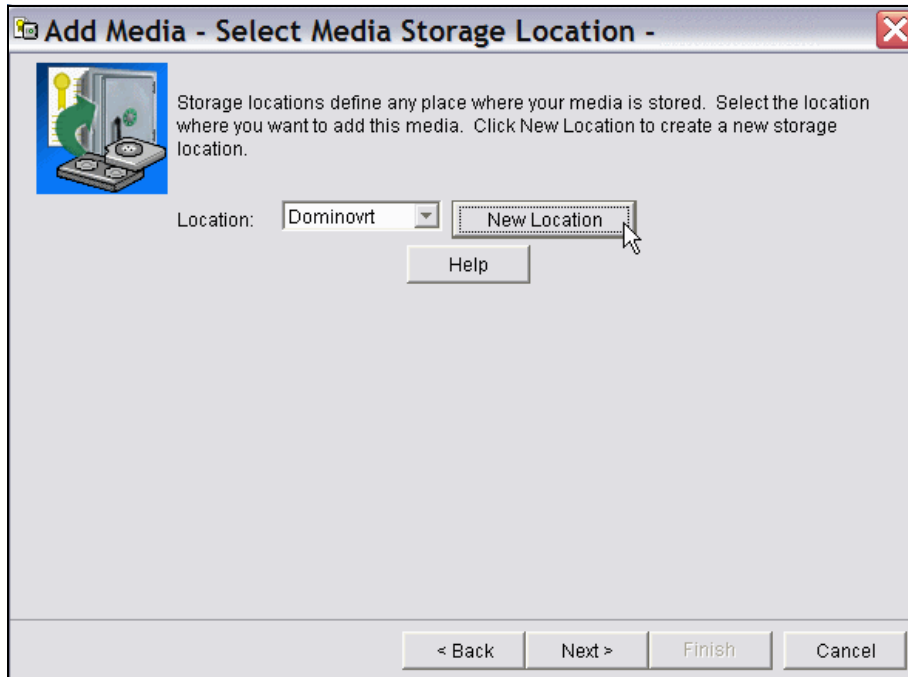 Add Media - Select Media Storage Location -
Storage locations define any place where your media is stored. Select the location
where you want to add this media. Click New Location to create a new storage
location.
Location: Dominovrt New Location
Help
< Back Next > Finish Cancel